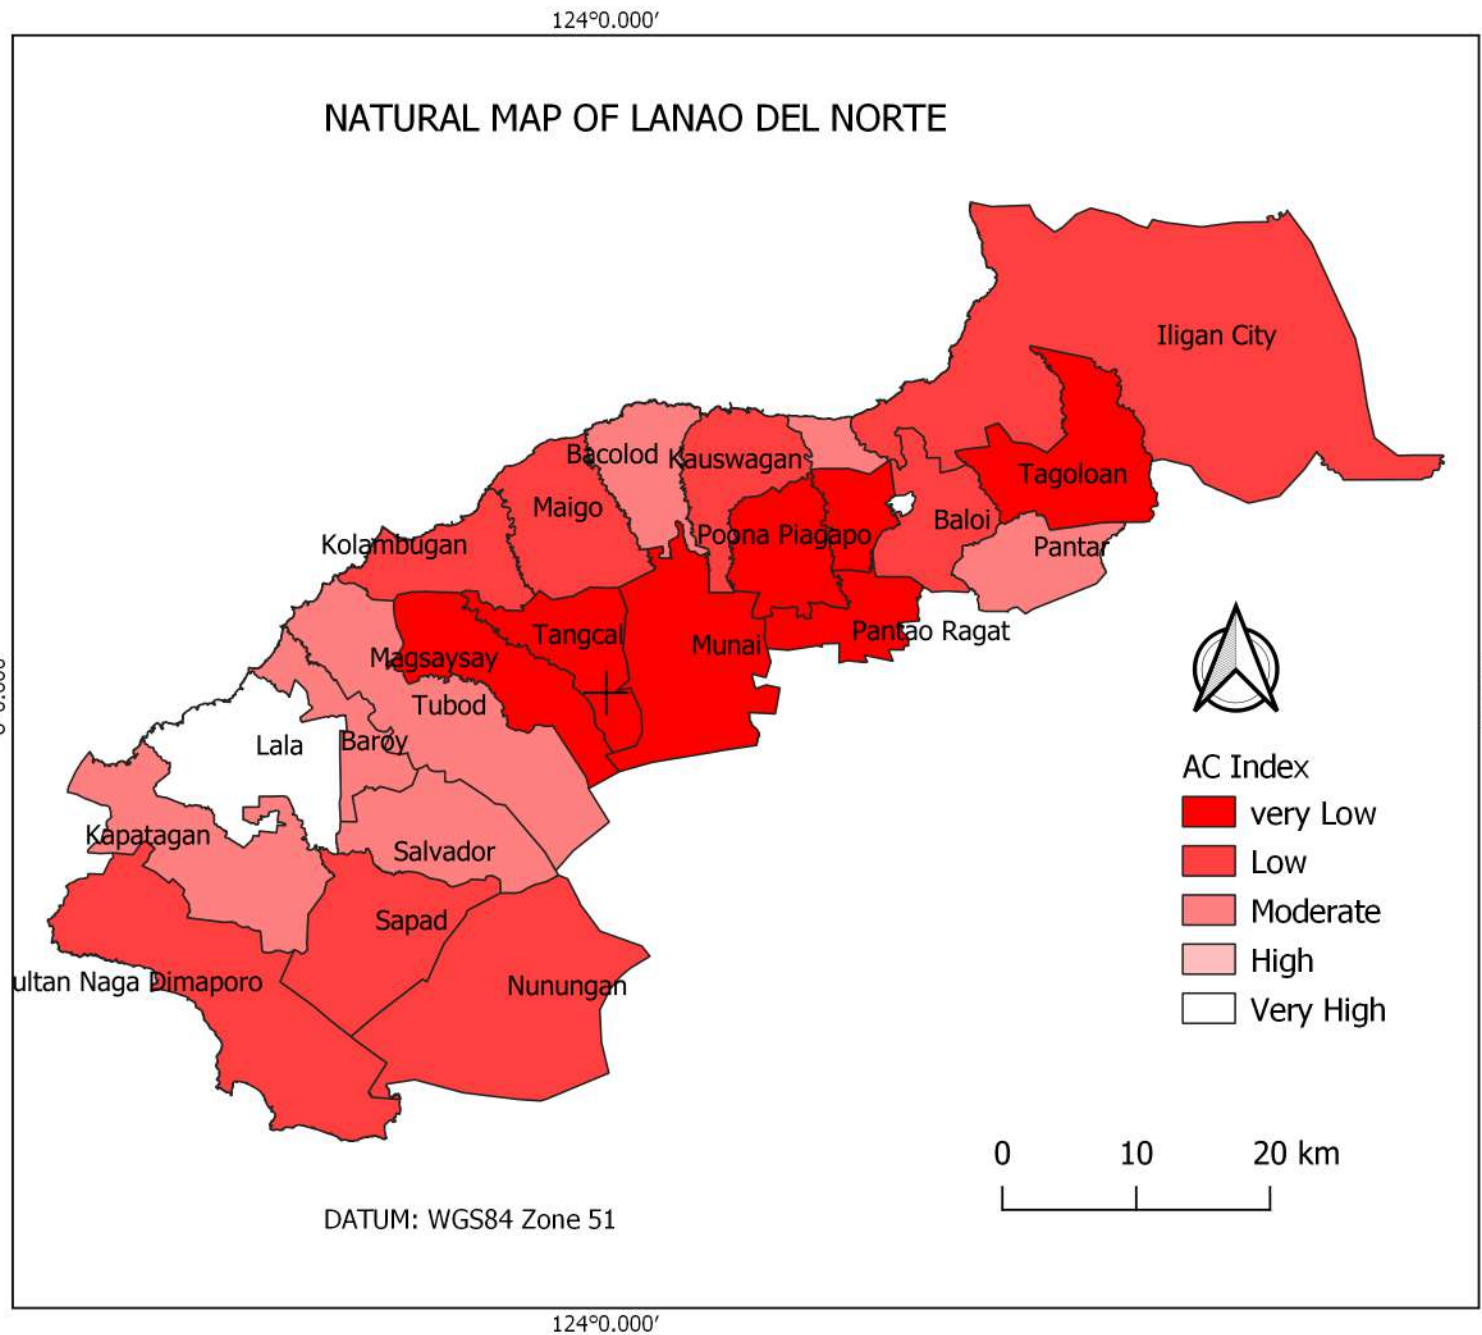 124°0.000′
NATURAL MAP OF LANAO DEL NORTE
Iligan City
Bacolod
Kauswagan
Tagoloan
Maigo
Baloi
Poona Piagapo
Kolambugan
Pantar
Tangcal
Munai
Pantao Ragat
Magsaysay
Tubod
Lala
Baroy
Kapatagan
Salvador
Sapad
ultan Naga Dimaporo
Nunungan
AC Index
very Low
Low
Moderate
High
Very High
0 10 20 km
DATUM: WGS84 Zone 51
124°0.000′